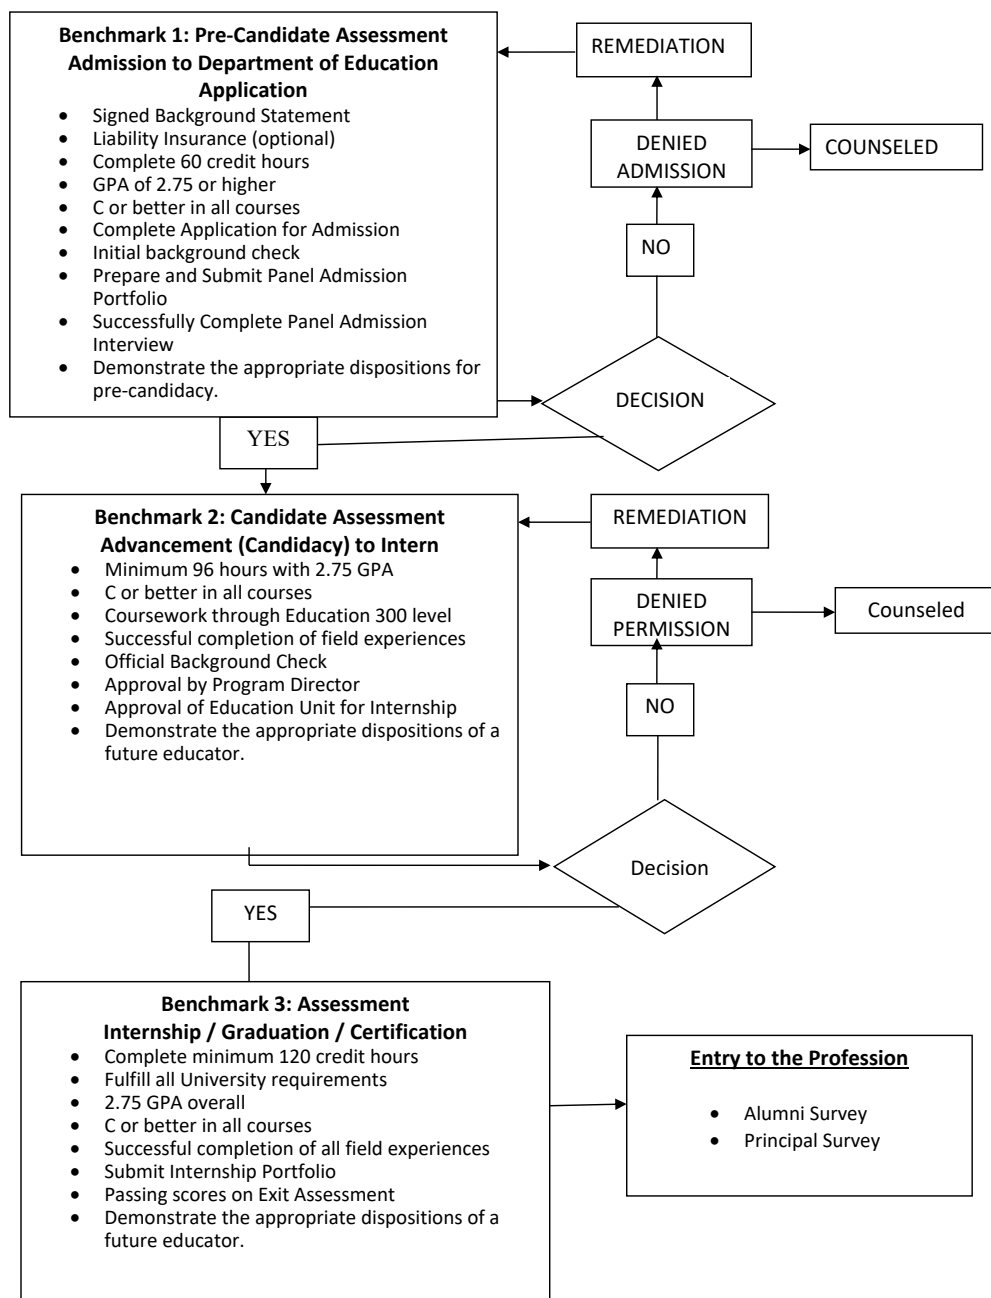 Benchmark 1: Pre-Candidate Assessment
Admission to Department of Education
Application
• Signed Background Statement
• Liability Insurance (optional)
• Complete 60 credit hours
• GPA of 2.75 or higher
• C or better in all courses
• Complete Application for Admission
• Initial background check
• Prepare and Submit Panel Admission
Portfolio
• Successfully Complete Panel Admission
Interview
• Demonstrate the appropriate dispositions for
pre-candidacy.
REMEDIATION
DENIED
ADMISSION
COUNSELED
NO
DECISION
YES
Benchmark 2: Candidate Assessment
Advancement (Candidacy) to Intern
• Minimum 96 hours with 2.75 GPA
• C or better in all courses
• Coursework through Education 300 level
• Successful completion of field experiences
• Official Background Check
• Approval by Program Director
• Approval of Education Unit for Internship
• Demonstrate the appropriate dispositions of a
future educator.
REMEDIATION
DENIED
PERMISSION
Counseled
NO
Decision
YES
Benchmark 3: Assessment
Internship / Graduation / Certification
• Complete minimum 120 credit hours
• Fulfill all University requirements
• 2.75 GPA overall
• C or better in all courses
• Successful completion of all field experiences
• Submit Internship Portfolio
• Passing scores on Exit Assessment
• Demonstrate the appropriate dispositions of a
future educator.
Entry to the Profession
• Alumni Survey
• Principal Survey